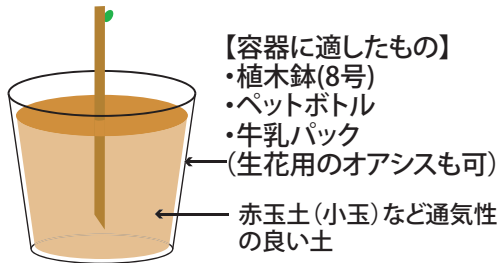 【容器に適したもの】
・植木鉢(8号)
・ペットボトル
・牛乳パック
(生花用のオアシスも可)
赤玉土(小玉)など通気性
の良い土